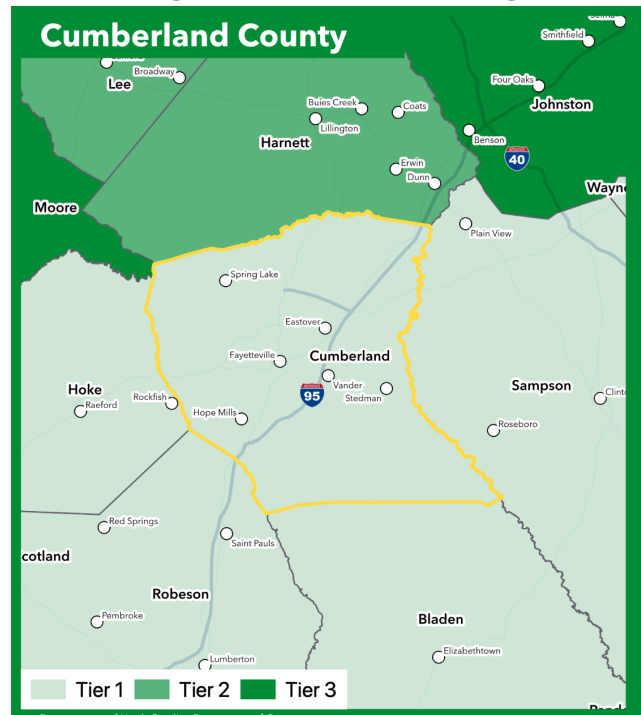 Cumberland County
Smithfield
Broadway
Lee
Four Oaks
Johnston
Buies Creek
Coats
Lillington
Harnett
Benson
40
Erwin
Dunn
Moore
Plain View
Spring Lake
Eastover
Fayetteville
Cumberland
Vander
Stedman
95
Hoke
Raeford
Rockfish
Hope Mills
Sampson
Roseboro
Red Springs
cotland
Saint Pauls
Robeson
Pembroke
Bladen
Elizabethtown
Lumberton
Tier 1
Tier 2
Tier 3